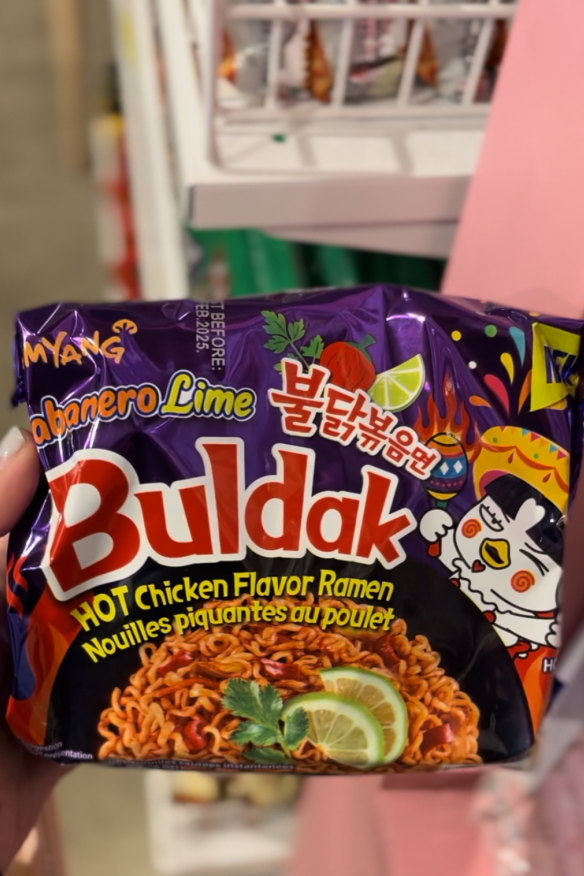 MYANG
T BEFORE:
EB.2025.
abanero Lime
불닭볶음면
Buldak
HOT Chicken Flavor Ramen
Nouilles piquantes au poulet